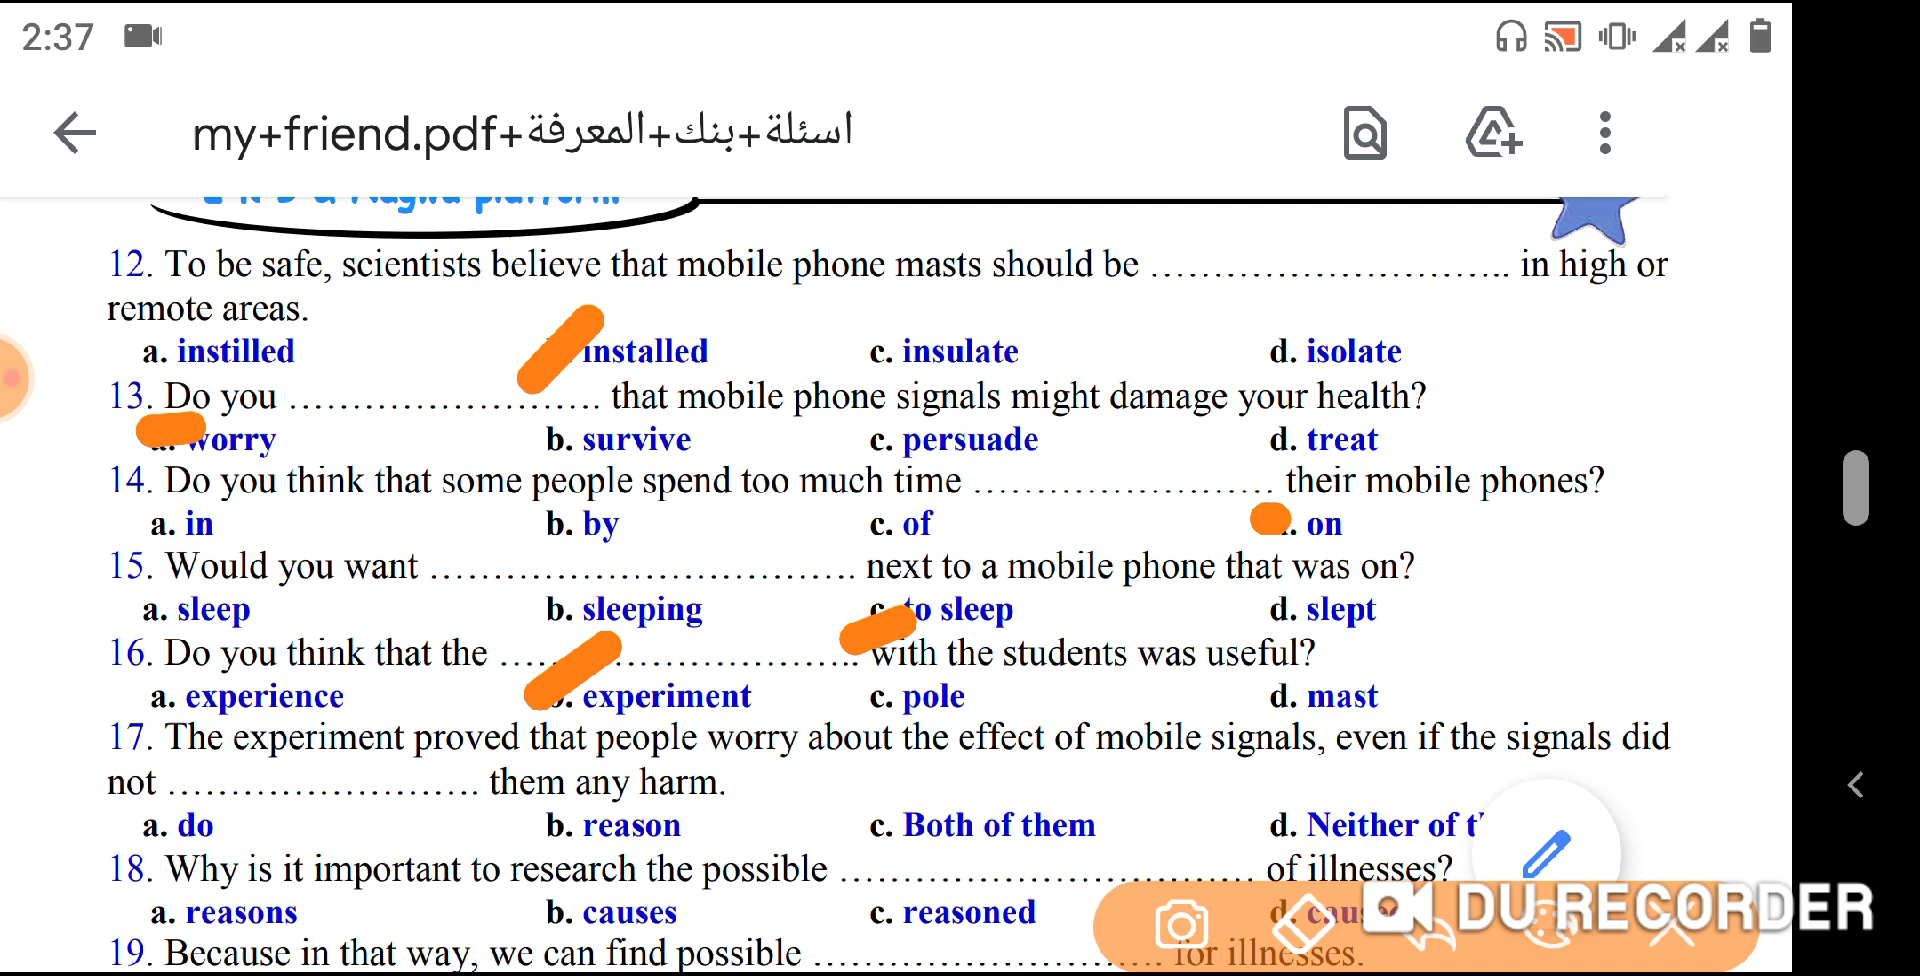 2:37
my+friend.pdf+اسئلة+بنك+المعرفة
12. To be safe, scientists believe that mobile phone masts should be ................................ in high or
remote areas.
a. instilled installed c. insulate d. isolate
13. Do you ............................ that mobile phone signals might damage your health?
worry b. survive c. persuade d. treat
14. Do you think that some people spend too much time ........................... their mobile phones?
a. in b. by c. of on
15. Would you want ...................................... next to a mobile phone that was on?
a. sleep b. sleeping c. to sleep d. slept
16. Do you think that the ................................ with the students was useful?
a. experience experiment c. pole d. mast
17. The experiment proved that people worry about the effect of mobile signals, even if the signals did
not ............................ them any harm.
a. do b. reason c. Both of them d. Neither of
18. Why is it important to research the possible ..................................... of illnesses?
a. reasons b. causes c. reasoned d.
DU RECORDER
19. Because in that way, we can find possible ............................... for illnesses.